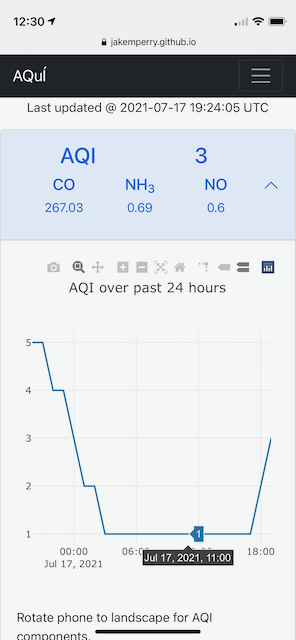 12:30
jakemperry.github.io
AQuÍ
Last updated @ 2021-07-17 19:24:05 UTC
AQI 3
CO NH₃ NO
267.03 0.69 0.6
AQI over past 24 hours
5
4
3
2
1
1
00:00 06:00 18:00
Jul 17, 2021
Jul 17, 2021, 11:00
Rotate phone to landscape for AQI
components.